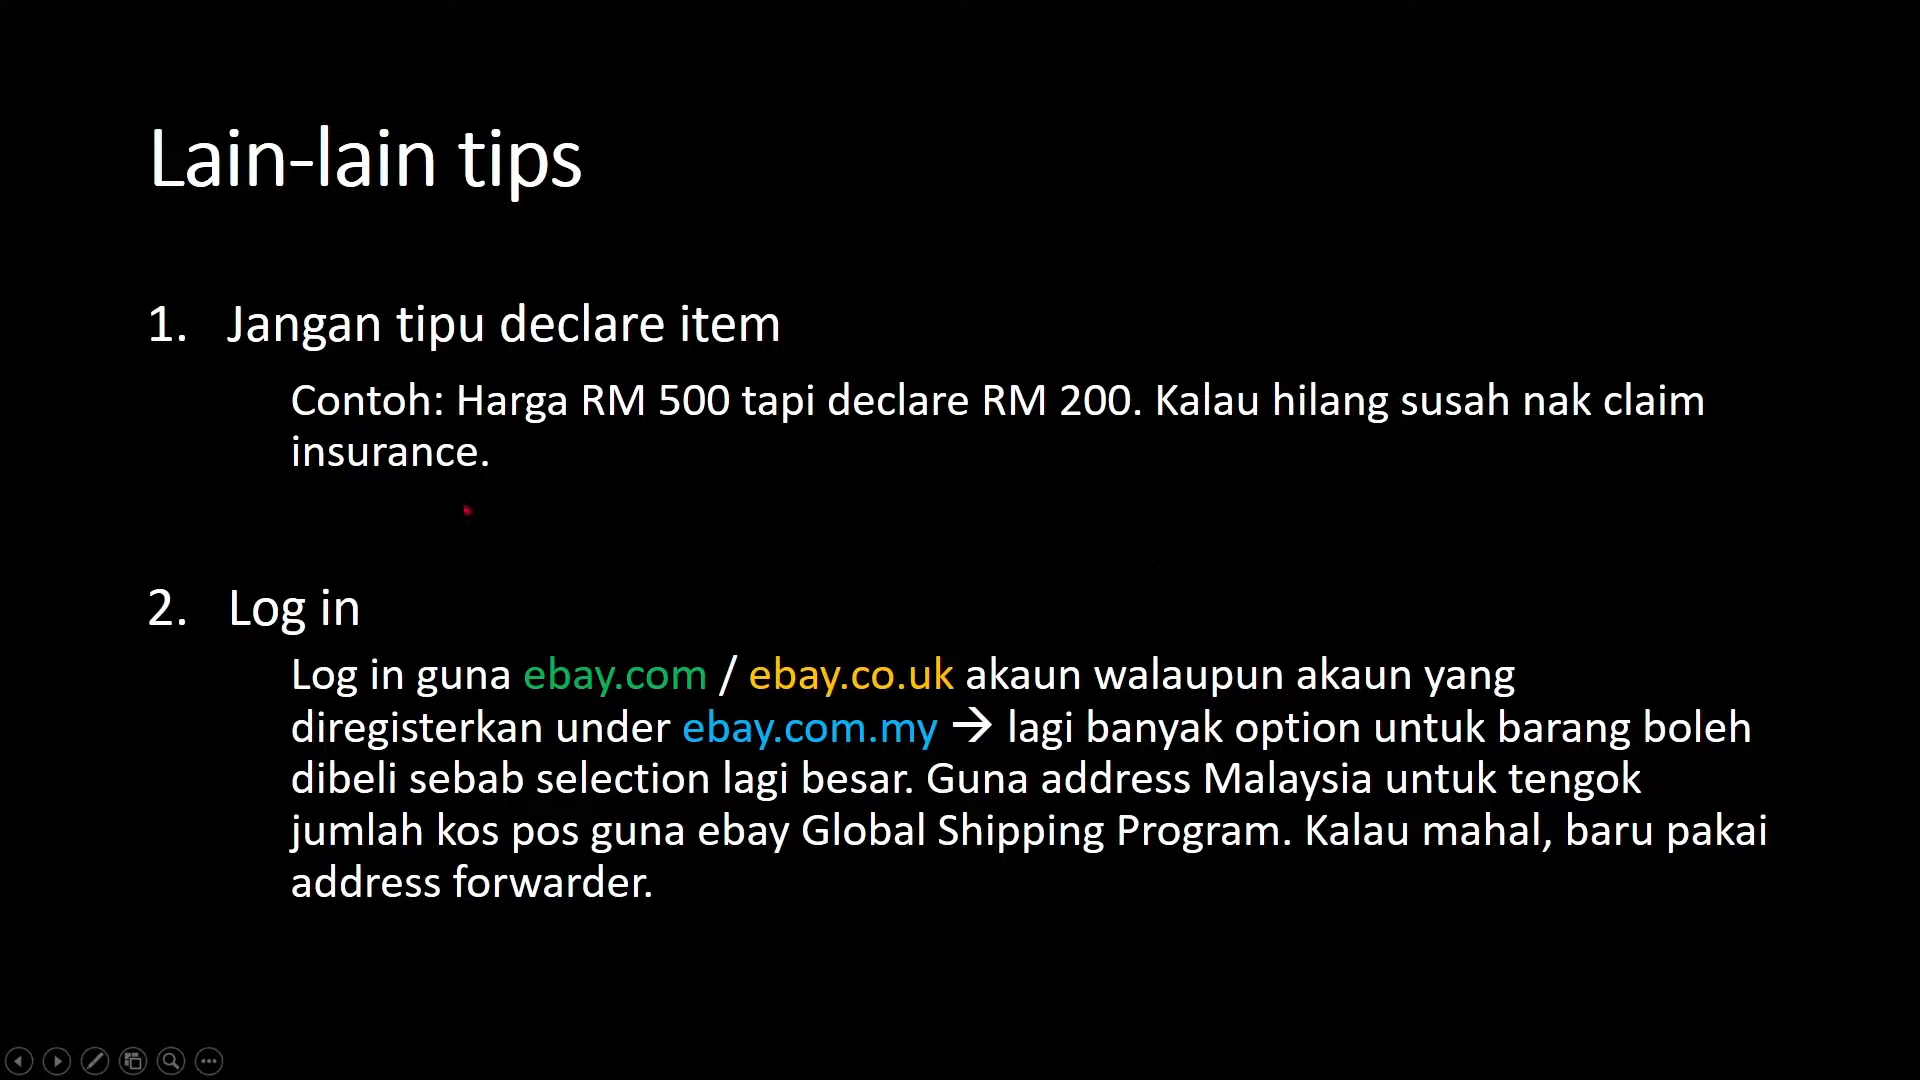 Lain-lain tips
1. Jangan tipu declare item
Contoh: Harga RM 500 tapi declare RM 200. Kalau hilang susah nak claim
insurance.
2. Log in
Log in guna ebay.com / ebay.co.uk akaun walaupun akaun yang
diregisterkan under ebay.com.my → lagi banyak option untuk barang boleh
dibeli sebab selection lagi besar. Guna address Malaysia untuk tengok
jumlah kos pos guna ebay Global Shipping Program. Kalau mahal, baru pakai
address forwarder.